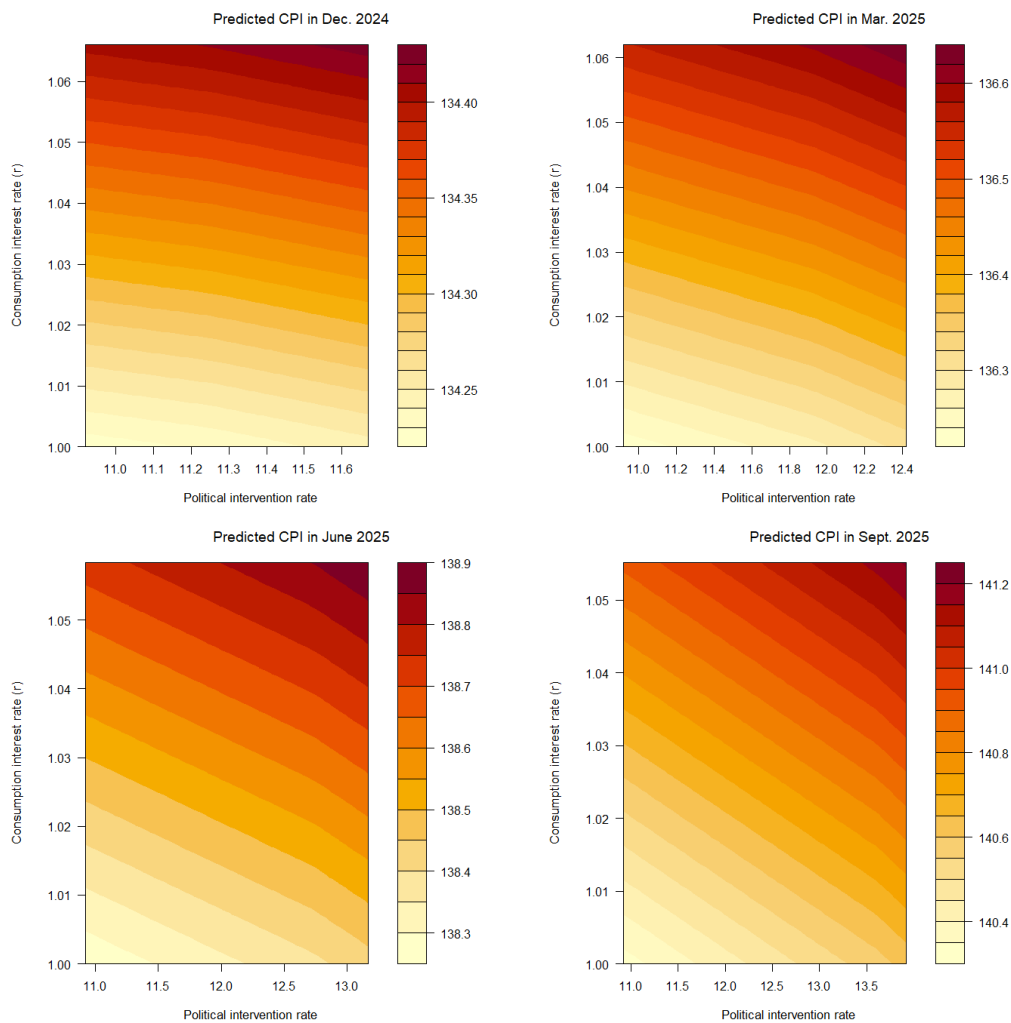 Predicted CPI in Dec. 2024
Consumption interest rate (r)
1.06
1.05
1.04
1.03
1.02
1.01
1.00
11.0 11.1 11.2 11.3 11.4 11.5 11.6
Political intervention rate
134.40
134.35
134.30
134.25
Predicted CPI in Mar. 2025
Consumption interest rate (r)
1.06
1.05
1.04
1.03
1.02
1.01
1.00
11.0 11.2 11.4 11.6 11.8 12.0 12.2 12.4
Political intervention rate
136.6
136.5
136.4
136.3
Predicted CPI in June 2025
Consumption interest rate (r)
1.05
1.04
1.03
1.02
1.01
1.00
11.0 11.5 12.0 12.5 13.0
Political intervention rate
138.9
138.8
138.7
138.6
138.5
138.4
138.3
Predicted CPI in Sept. 2025
Consumption interest rate (r)
1.05
1.04
1.03
1.02
1.01
1.00
11.0 11.5 12.0 12.5 13.0 13.5
Political intervention rate
141.2
141.0
140.8
140.6
140.4